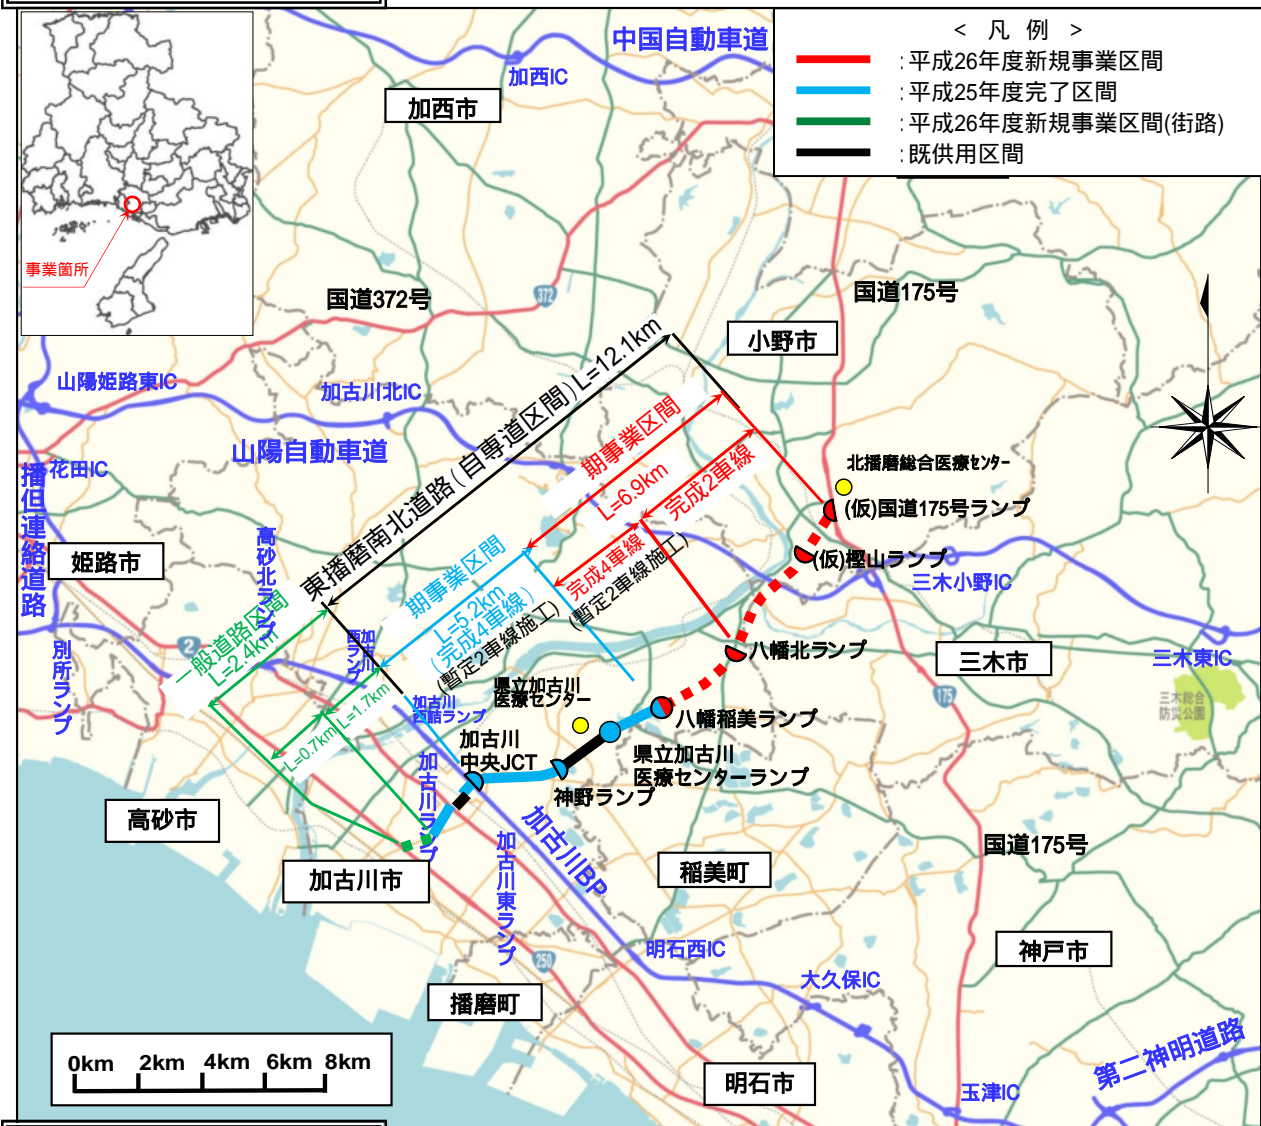 < 凡 例 >
:平成26年度新規事業区間
:平成25年度完了区間
:平成26年度新規事業区間(街路)
:既供用区間
事業箇所
中国自動車道
加西IC
加西市
国道372号
372
国道175号
小野市
山陽姫路東IC
加古川北IC
山陽自動車道
花田IC
播但連絡道路
姫路市
高砂北ランプ
別所ランプ
2
東播磨南北道路(自専道区間)L=12.1km
期事業区間
L=6.9km
完成2車線
完成4車線
(暫定2車線施工)
期事業区間
L=5.2km
(完成4車線)
(暫定2車線施工)
一般道路区間
L=2.4km
L=1.7km
L=0.7km
加古川
西ランプ
加古川
西詰ランプ
北播磨総合医療センター
(仮)国道175号ランプ
(仮)樫山ランプ
三木小野IC
八幡北ランプ
三木市
三木東IC
三木総合
防災公園
175
県立加古川
医療センター
八幡稲美ランプ
加古川
中央JCT
県立加古川
医療センターランプ
神野ランプ
加古川ランプ
高砂市
加古川BP
加古川市
加古川東ランプ
稲美町
国道175号
250
明石西IC
神戸市
大久保IC
播磨町
第二神明道路
明石市
玉津IC
0km 2km 4km 6km 8km